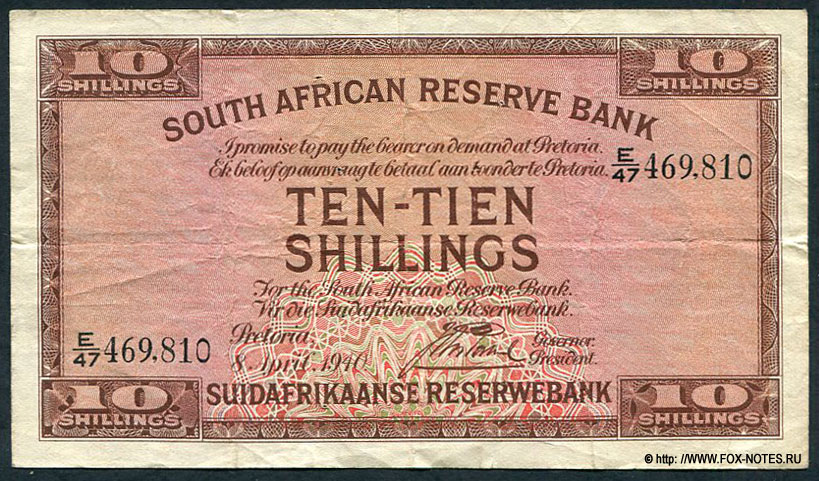 10 SHILLINGS
10 SHILLINGS
SOUTH AFRICAN RESERVE BANK
I promise to pay the bearer on demand at Pretoria.
Ek beloof op aanvraag te betaal aan toonder te Pretoria.
E/47 469,810
TEN-TIEN
SHILLINGS
For the South African Reserve Bank.
Vir die Suidafrikaanse Reserwebank.
Pretoria,
8 April, 1940
Governor.
President.
E/47 469,810
SUIDAFRIKAANSE RESERWEBANK
10 SHILLINGS
10 SHILLINGS
© http: //WWW.FOX-NOTES.RU